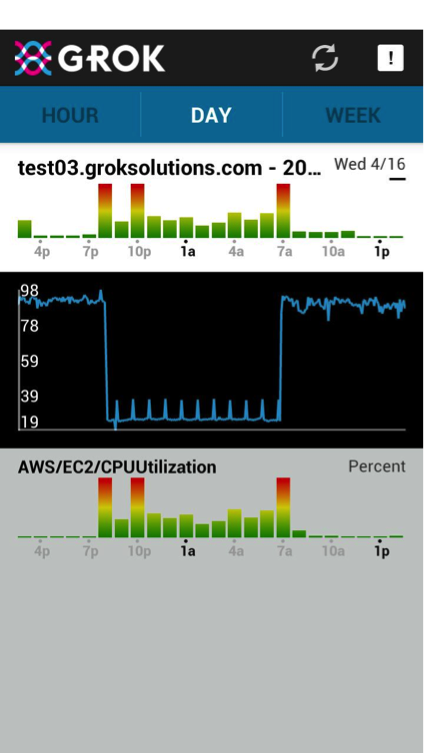 GROK
!
HOUR DAY WEEK
test03.groksolutions.com - 20... Wed 4/16
4p 7p 10p 1a 4a 7a 10a 1p
98
78
59
39
19
AWS/EC2/CPUUtilization Percent
4p 7p 10p 1a 4a 7a 10a 1p